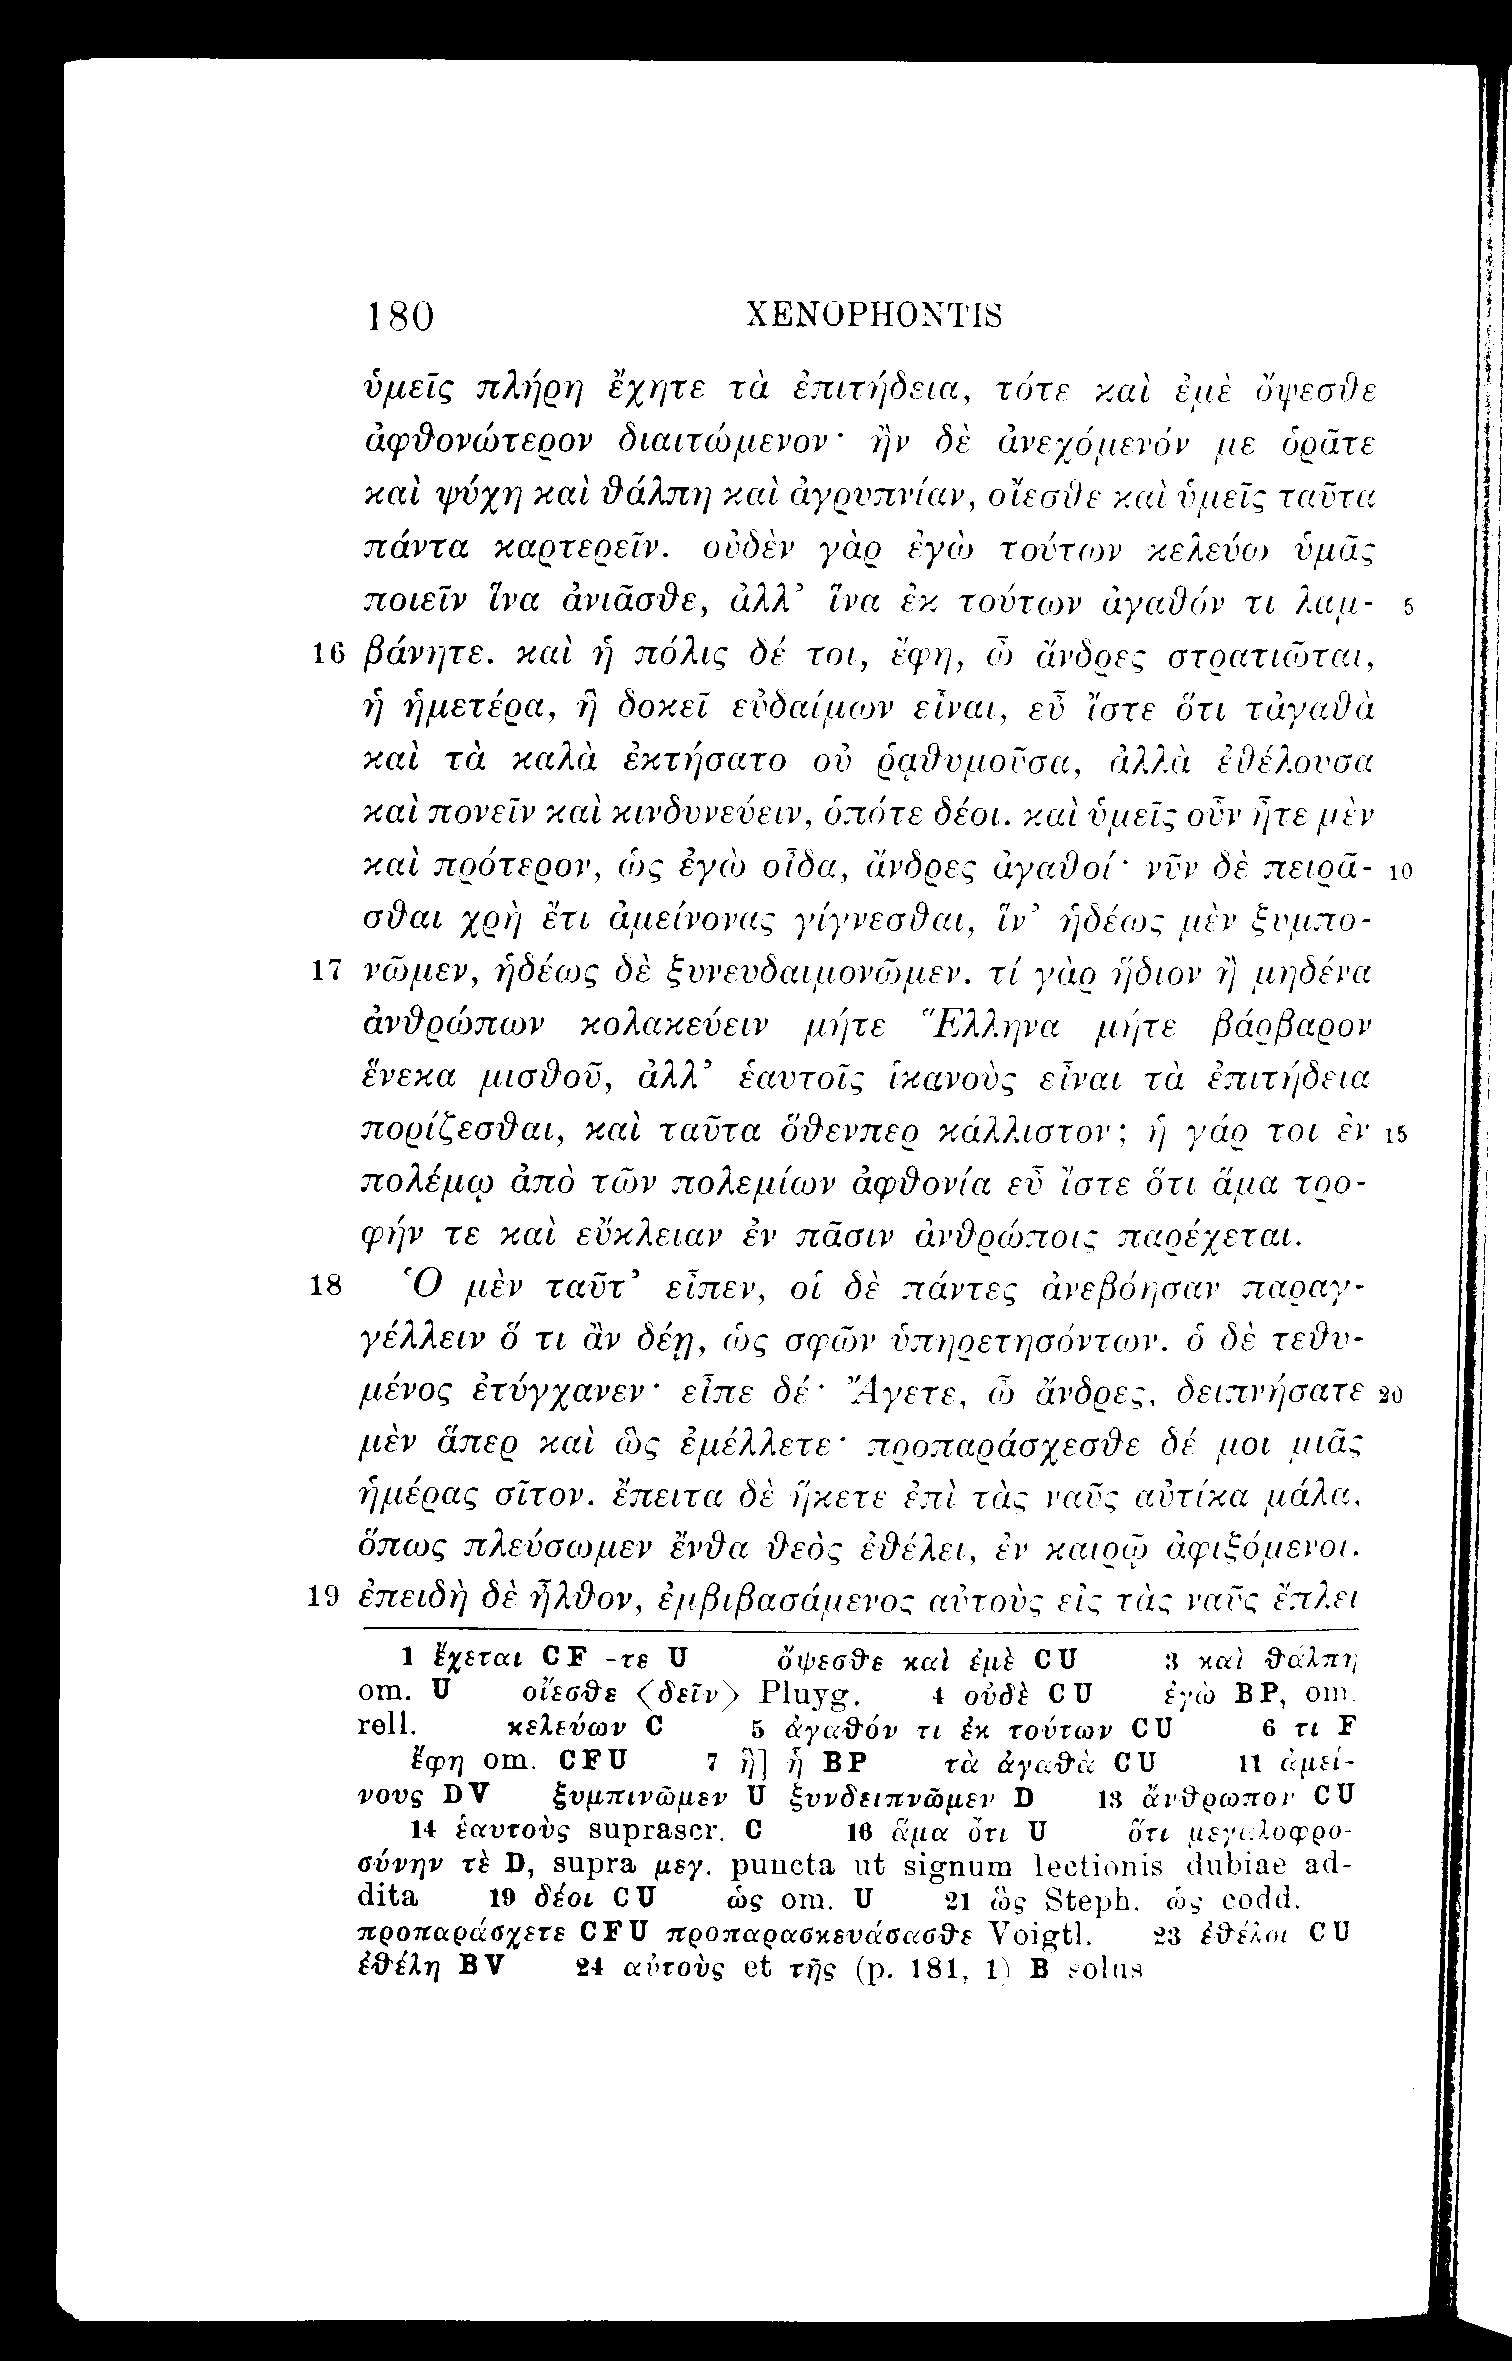 180 XENOPHONTIS
ὑμεῖς πλήρη ἔχητε τὰ ἐπιτήδεια, τότε καὶ ἐμὲ ὄψεσθε
ἀφθονώτερον διαιτώμενον· ἢν δὲ ἀνεχόμενόν με ὁρᾶτε
καὶ ψύχη καὶ θάλπη καὶ ἀγρυπνίαν, οἴεσθε καὶ ὑμεῖς ταῦτα
πάντα καρτερεῖν. οὐδὲν γὰρ ἐγὼ τούτων κελεύω ὑμᾶς
ποιεῖν ἵνα ἀνιᾶσθε, ἀλλ’ ἵνα ἐκ τούτων ἀγαθόν τι λαμ- 5
16 βάνητε. καὶ ἡ πόλις δέ τοι, ἔφη, ὦ ἄνδρες στρατιῶται,
ἡ ἡμετέρα, ἣ δοκεῖ εὐδαίμων εἶναι, εὖ ἴστε ὅτι τἀγαθὰ
καὶ τὰ καλὰ ἐκτήσατο οὐ ῥᾳθυμοῦσα, ἀλλὰ ἐθέλουσα
καὶ πονεῖν καὶ κινδυνεύειν, ὁπότε δέοι. καὶ ὑμεῖς οὖν ἦτε μὲν
καὶ πρότερον, ὡς ἐγὼ οἶδα, ἄνδρες ἀγαθοί· νῦν δὲ πειρᾶ- 10
σθαι χρὴ ἔτι ἀμείνονας γίγνεσθαι, ἵν’ ἡδέως μὲν ξυμπο-
17 νῶμεν, ἡδέως δὲ ξυνευδαιμονῶμεν. τί γὰρ ἥδιον ἢ μηδένα
ἀνθρώπων κολακεύειν μήτε Ἕλληνα μήτε βάρβαρον
ἕνεκα μισθοῦ, ἀλλ’ ἑαυτοῖς ἱκανοὺς εἶναι τὰ ἐπιτήδεια
πορίζεσθαι, καὶ ταῦτα ὅθενπερ κάλλιστον; ἡ γάρ τοι ἐν 15
πολέμῳ ἀπὸ τῶν πολεμίων ἀφθονία εὖ ἴστε ὅτι ἅμα τρο-
φήν τε καὶ εὔκλειαν ἐν πᾶσιν ἀνθρώποις παρέχεται.
18 Ὁ μὲν ταῦτ’ εἶπεν, οἱ δὲ πάντες ἀνεβόησαν παραγ-
γέλλειν ὅ τι ἂν δέῃ, ὡς σφῶν ὑπηρετησόντων. ὁ δὲ τεθυ-
μένος ἐτύγχανεν· εἶπε δέ· Ἄγετε, ὦ ἄνδρες, δειπνήσατε 20
μὲν ἅπερ καὶ ὣς ἐμέλλετε· προπαράσχεσθε δέ μοι μιᾶς
ἡμέρας σῖτον. ἔπειτα δὲ ἥκετε ἐπὶ τὰς ναῦς αὐτίκα μάλα,
ὅπως πλεύσωμεν ἔνθα θεὸς ἐθέλει, ἐν καιρῷ ἀφιξόμενοι.
19 ἐπειδὴ δὲ ἦλθον, ἐμβιβασάμενος αὐτοὺς εἰς τὰς ναῦς ἔπλει
1 ἔχεται CF -τε U ὄψεσθε καὶ ἐμὲ CU 3 καὶ θάλπη
om. U οἴεσθε ⟨δεῖν⟩ Pluyg. 4 οὐδὲ CU ἐγὼ BP, om.
rell. κελεύων C 5 ἀγαθόν τι ἐκ τούτων CU 6 τι F
ἔφη om. CFU 7 ἣ] ἡ BP τὰ ἀγαθὰ CU 11 ἀμεί-
νους DV ξυμπινῶμεν U ξυνδειπνῶμεν D 13 ἄνθρωπον CU
14 ἑαυτοὺς suprascr. C 16 ἅμα ὅτι U ὅτι μεγαλοφρο-
σύνην τὲ D, supra μεγ. puncta ut signum lectionis dubiae ad-
dita 19 δέοι CU ὡς om. U 21 ὣς Steph. ὡς codd.
προπαράσχετε CFU προπαρασκευάσασθε Voigtl. 23 ἐθέλοι CU
ἐθέλη BV 24 αὐτοὺς et τῆς (p. 181, 1) B solus